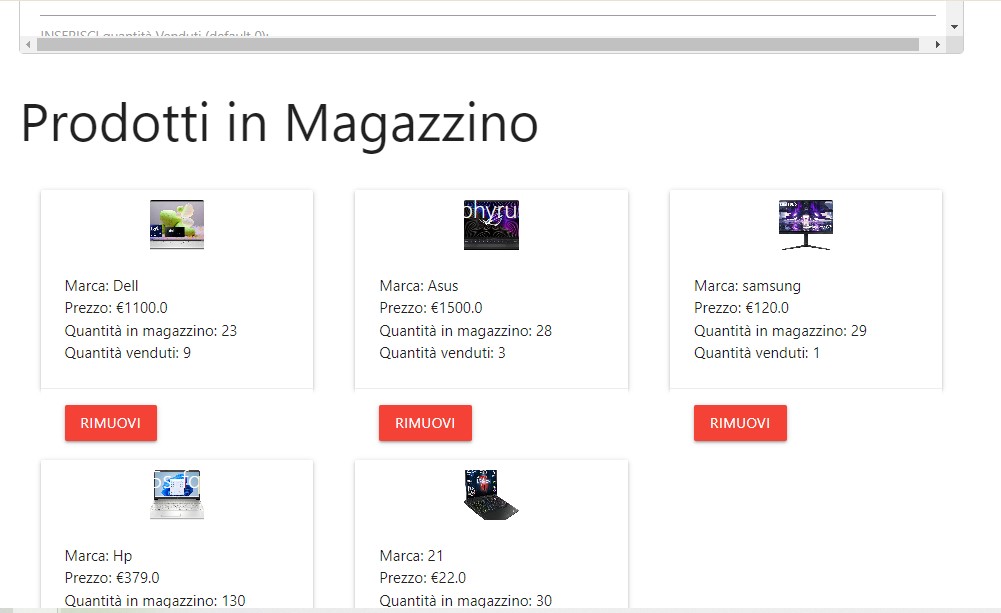 INSERISCI quantità Venduti (default 0):
Prodotti in Magazzino
phyru
Marca: Dell
Prezzo: €1100.0
Quantità in magazzino: 23
Quantità venduti: 9
Marca: Asus
Prezzo: €1500.0
Quantità in magazzino: 28
Quantità venduti: 3
Marca: samsung
Prezzo: €120.0
Quantità in magazzino: 29
Quantità venduti: 1
RIMUOVI
RIMUOVI
RIMUOVI
Marca: Hp
Prezzo: €379.0
Quantità in magazzino: 130
Marca: 21
Prezzo: €22.0
Quantità in magazzino: 30